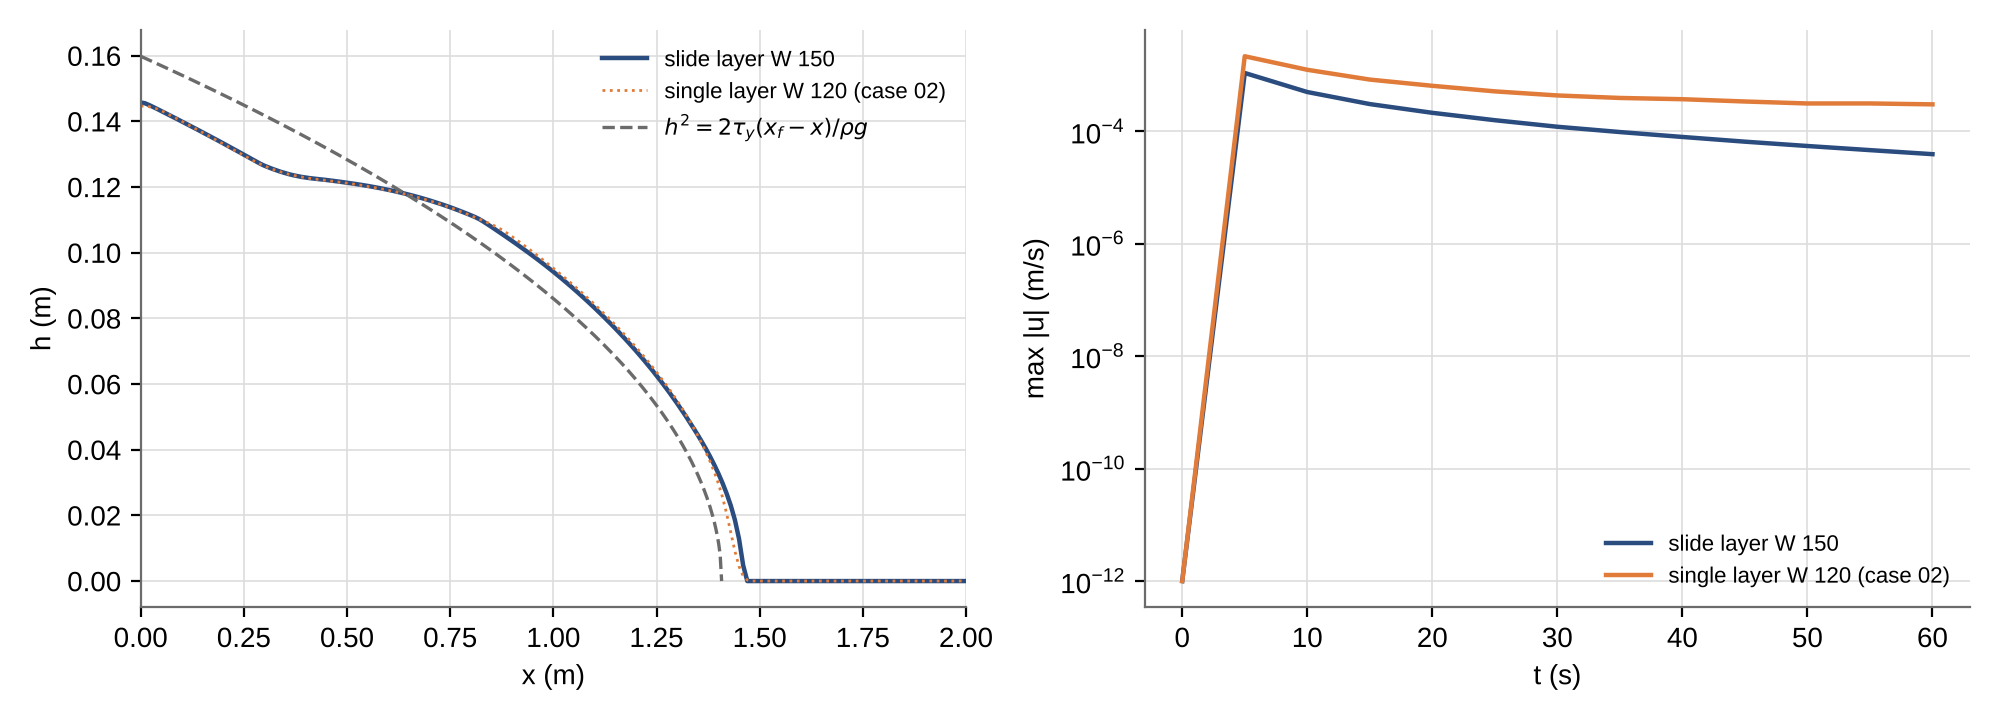 0.16
0.14
0.12
0.10
0.08
0.06
0.04
0.02
0.00
h (m)
0.00 0.25 0.50 0.75 1.00 1.25 1.50 1.75 2.00
x (m)
slide layer W 150
single layer W 120 (case 02)
h² = 2τ_y(x_f − x)/ρg
10⁻⁴
10⁻⁶
10⁻⁸
10⁻¹⁰
10⁻¹²
max |u| (m/s)
0 10 20 30 40 50 60
t (s)
slide layer W 150
single layer W 120 (case 02)